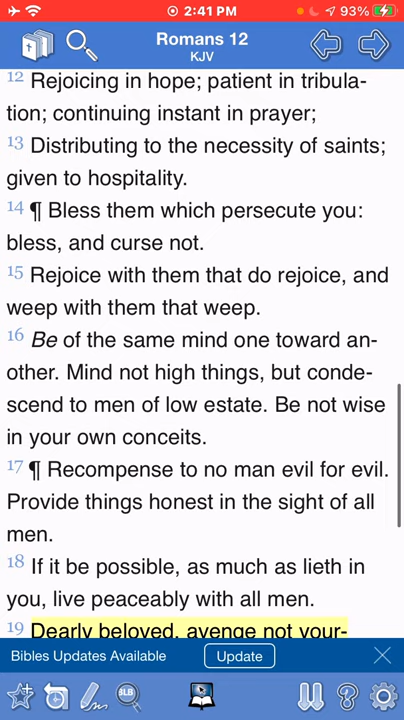 2:41 PM
93%
Romans 12
KJV
12 Rejoicing in hope; patient in tribula-
tion; continuing instant in prayer;
13 Distributing to the necessity of saints;
given to hospitality.
14 ¶ Bless them which persecute you:
bless, and curse not.
15 Rejoice with them that do rejoice, and
weep with them that weep.
16 Be of the same mind one toward an-
other. Mind not high things, but conde-
scend to men of low estate. Be not wise
in your own conceits.
17 ¶ Recompense to no man evil for evil.
Provide things honest in the sight of all
men.
18 If it be possible, as much as lieth in
you, live peaceably with all men.
19 Dearly beloved, avenge not your-
Bibles Updates Available Update
SLB